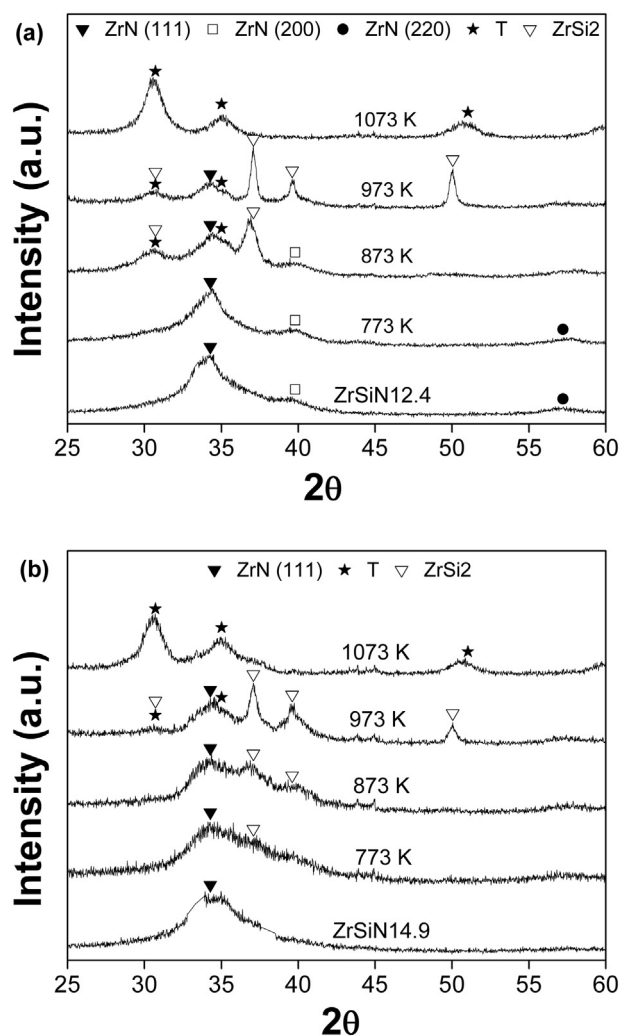 (a)
▼ ZrN (111) □ ZrN (200) ● ZrN (220) ★ T ▽ ZrSi2
1073 K
973 K
873 K
773 K
ZrSiN12.4
Intensity (a.u.)
25 30 35 40 45 50 55 60
2θ
(b)
▼ ZrN (111) ★ T ▽ ZrSi2
1073 K
973 K
873 K
773 K
ZrSiN14.9
Intensity (a.u.)
25 30 35 40 45 50 55 60
2θ